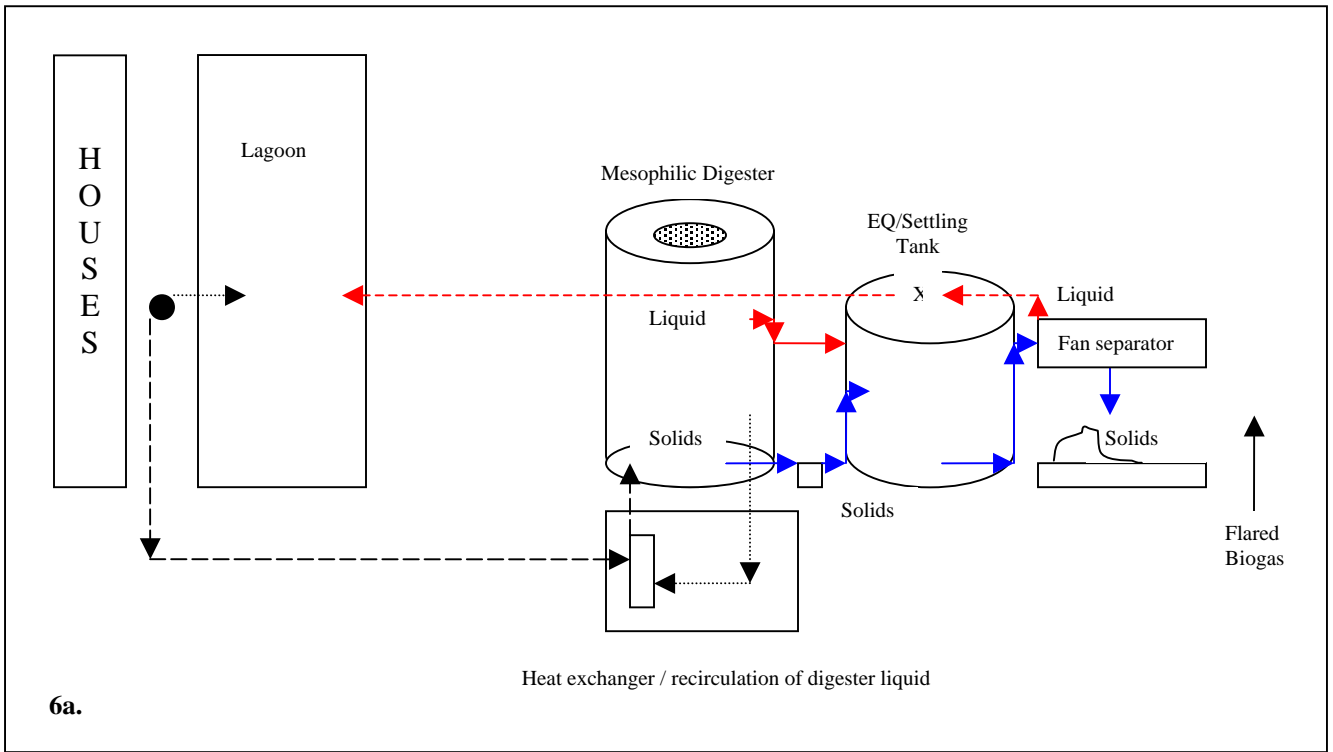 HOUSES
Lagoon
Mesophilic Digester
EQ/Settling
Tank
X
Liquid
Liquid
Fan separator
Solids
Solids
Solids
Flared
Biogas
Heat exchanger / recirculation of digester liquid
6a.